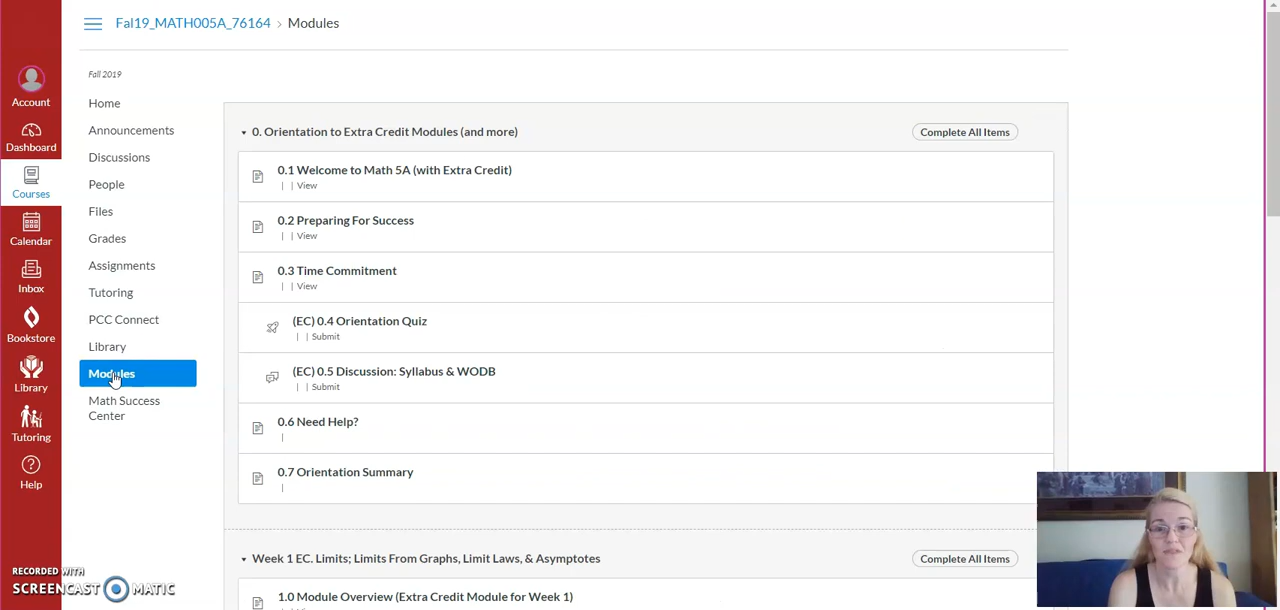 Fal19_MATH005A_76164 › Modules
Account
Dashboard
Courses
Calendar
Inbox
Bookstore
Library
Tutoring
Help
Fall 2019
Home
Announcements
Discussions
People
Files
Grades
Assignments
Tutoring
PCC Connect
Library
Modules
Math Success
Center
0. Orientation to Extra Credit Modules (and more)
Complete All Items
0.1 Welcome to Math 5A (with Extra Credit)
| | View
0.2 Preparing For Success
| | View
0.3 Time Commitment
| | View
(EC) 0.4 Orientation Quiz
| | Submit
(EC) 0.5 Discussion: Syllabus & WODB
| | Submit
0.6 Need Help?
|
0.7 Orientation Summary
|
Week 1 EC. Limits; Limits From Graphs, Limit Laws, & Asymptotes
Complete All Items
1.0 Module Overview (Extra Credit Module for Week 1)
RECORDED WITH
SCREENCAST MATIC